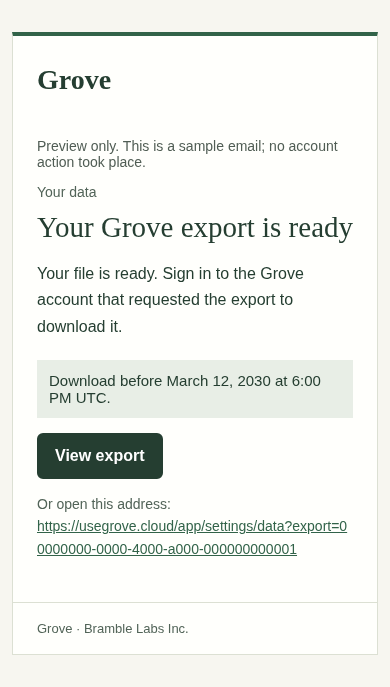 Grove
Preview only. This is a sample email; no account
action took place.
Your data
Your Grove export is ready
Your file is ready. Sign in to the Grove
account that requested the export to
download it.
Download before March 12, 2030 at 6:00
PM UTC.
View export
Or open this address:
https://usegrove.cloud/app/settings/data?export=0
0000000-0000-4000-a000-000000000001
Grove · Bramble Labs Inc.